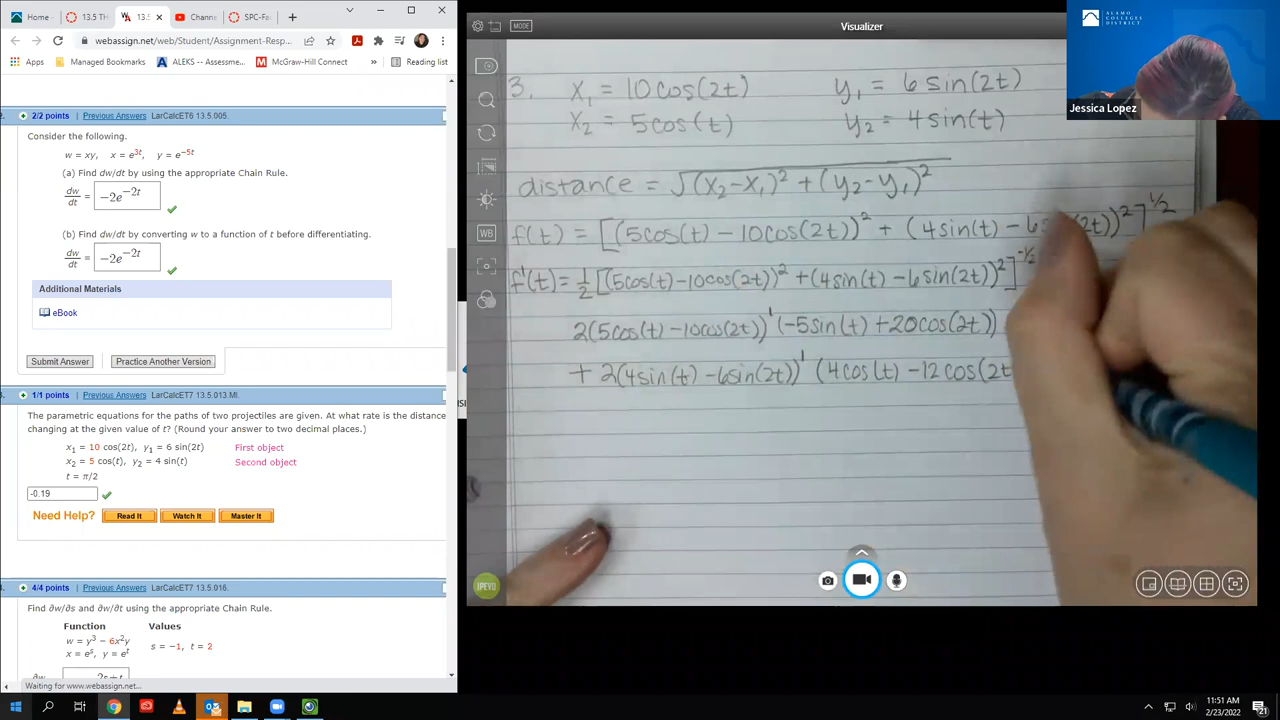 Home -
13.5 TH
13.5
Chann
SPC-Fa
webassign.net/web/Student/Assignment-Resp...
Apps
Managed Bookmarks
ALEKS -- Assessme...
McGraw-Hill Connect
Reading list
2/2 points
Previous Answers
LarCalcET6 13.5.005.
Consider the following.
w = xy, x = e^3t, y = e^−5t
(a) Find dw/dt by using the appropriate Chain Rule.
dw/dt = −2e^−2t
(b) Find dw/dt by converting w to a function of t before differentiating.
dw/dt = −2e^−2t
Additional Materials
eBook
Submit Answer
Practice Another Version
1/1 points
Previous Answers
LarCalcET7 13.5.013.MI.
The parametric equations for the paths of two projectiles are given. At what rate is the distance
changing at the given value of t? (Round your answer to two decimal places.)
x₁ = 10 cos(2t), y₁ = 6 sin(2t) First object
x₂ = 5 cos(t), y₂ = 4 sin(t) Second object
t = π/2
-0.19
Need Help?
Read It
Watch It
Master It
4/4 points
Previous Answers
LarCalcET7 13.5.016.
Find ∂w/∂s and ∂w/∂t using the appropriate Chain Rule.
Function Values
w = y³ − 6x²y
x = e^s, y = e^t
s = −1, t = 2
Waiting for www.webassign.net...
MODE
Visualizer
WB
IPEVO
ALAMO
COLLEGES
DISTRICT
Jessica Lopez
3. x₁ = 10cos(2t) y₁ = 6sin(2t)
x₂ = 5cos(t) y₂ = 4sin(t)
distance = √(x₂−x₁)² + (y₂−y₁)²
f(t) = [(5cos(t) − 10cos(2t))² + (4sin(t) − 6s (2t))²]^1/2
f'(t) = 1/2 [(5cos(t)−10cos(2t))² + (4sin(t) − 6sin(2t))²]^−1/2
2(5cos(t) − 10cos(2t))¹ (−5sin(t) + 20cos(2t))
+ 2(4sin(t) − 6sin(2t))¹ (4cos(t) − 12cos(2t
11:51 AM
2/23/2022
21